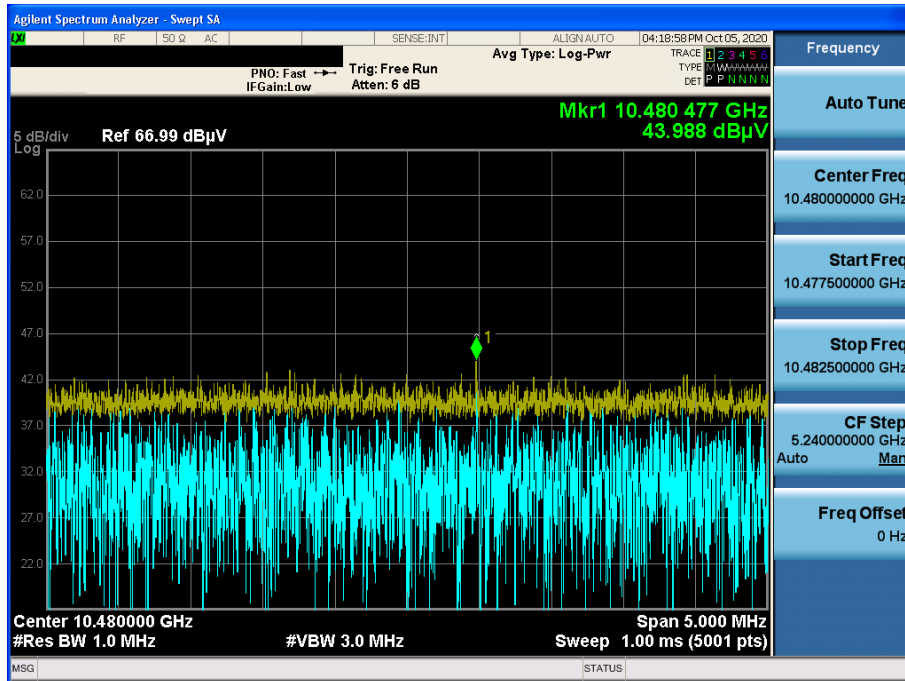 Agilent Spectrum Analyzer - Swept SA
LXI RF 50 Ω AC SENSE:INT ALIGNAUTO 04:18:58PM Oct 05, 2020
Avg Type: Log-Pwr TRACE 1 2 3 4 5 6
PNO: Fast Trig: Free Run TYPE M W W W W W
IFGain:Low Atten: 6 dB DET P P N N N N
Mkr1 10.480 477 GHz
43.988 dBµV
5 dB/div Ref 66.99 dBµV
Log
62.0
57.0
52.0
47.0
1
42.0
37.0
32.0
27.0
22.0
Center 10.480000 GHz Span 5.000 MHz
#Res BW 1.0 MHz #VBW 3.0 MHz Sweep 1.00 ms (5001 pts)
MSG STATUS
Frequency
Auto Tune
Center Freq
10.480000000 GHz
Start Freq
10.477500000 GHz
Stop Freq
10.482500000 GHz
CF Step
5.240000000 GHz
Auto Man
Freq Offset
0 Hz